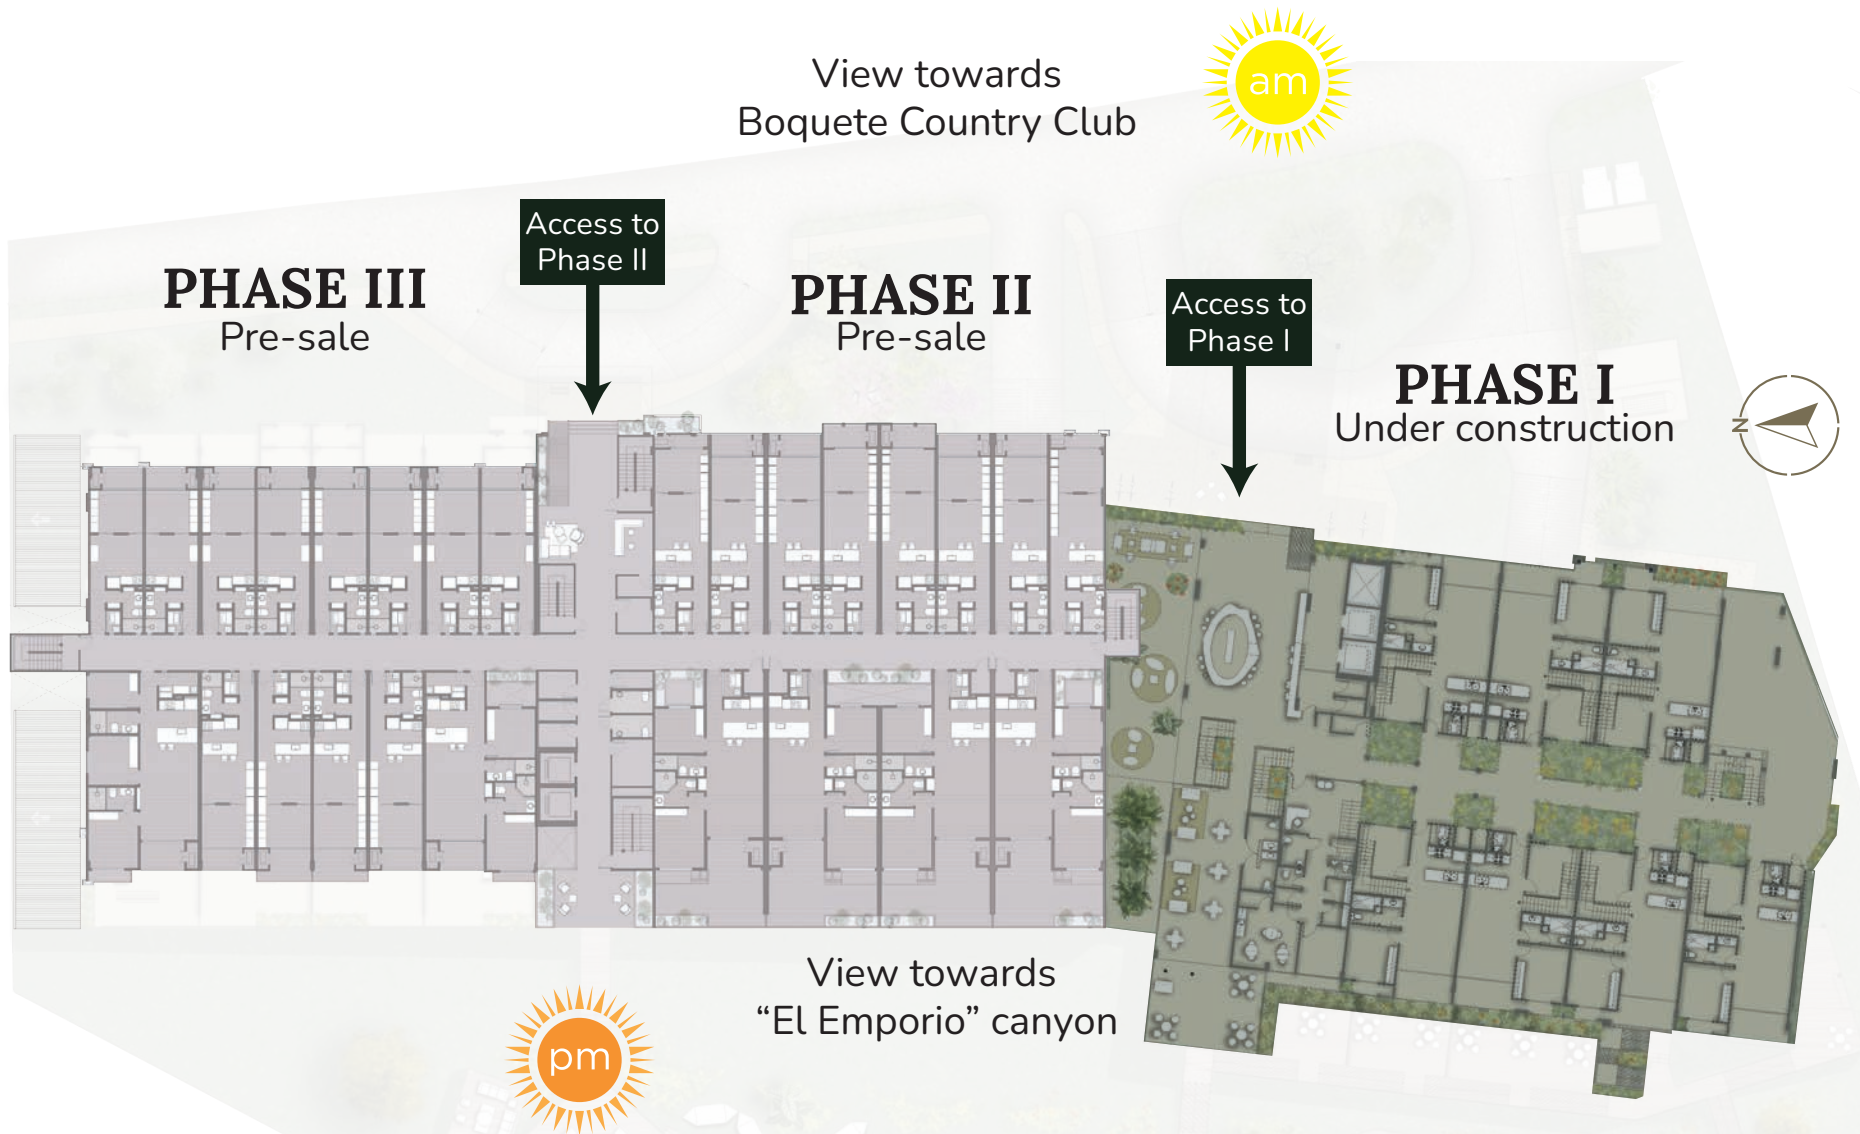 View towards
Boquete Country Club
am
Access to
Phase II
PHASE III
Pre-sale
PHASE II
Pre-sale
Access to
Phase I
PHASE I
Under construction
N
View towards
“El Emporio” canyon
pm